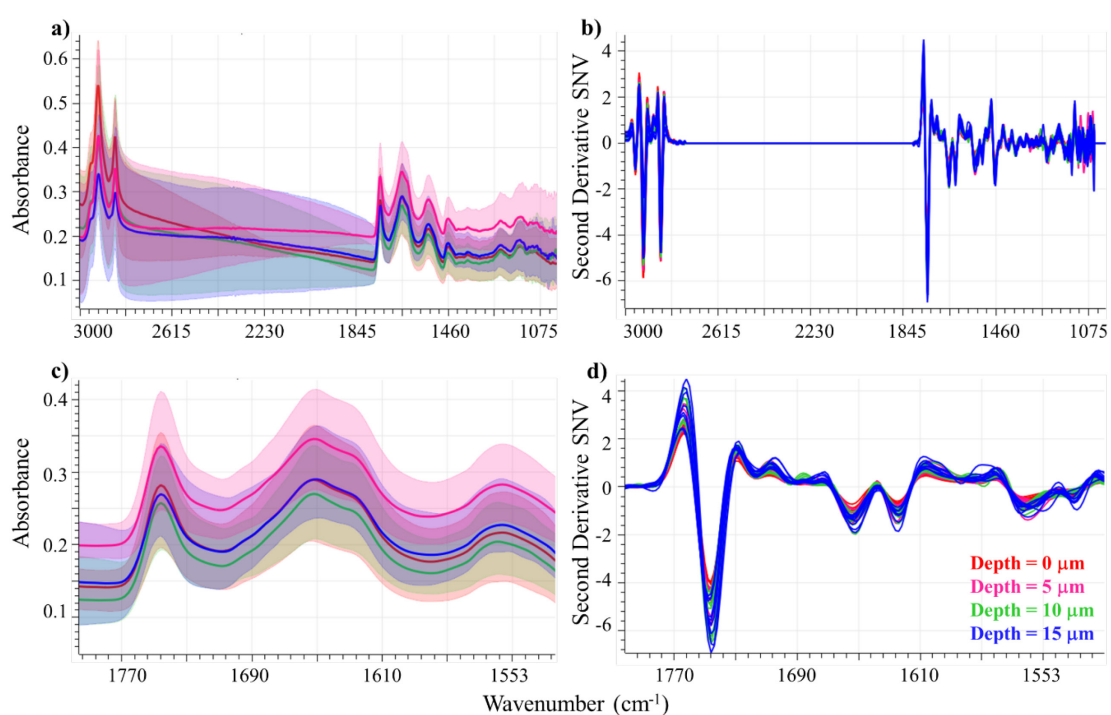 a)
b)
Absorbance
0.6
0.5
0.4
0.3
0.2
0.1
3000 2615 2230 1845 1460 1075
Second Derivative SNV
4
2
0
-2
-4
-6
3000 2615 2230 1845 1460 1075
c)
d)
Absorbance
0.4
0.3
0.2
0.1
1770 1690 1610 1553
Second Derivative SNV
4
2
0
-2
-4
-6
Depth = 0 μm
Depth = 5 μm
Depth = 10 μm
Depth = 15 μm
1770 1690 1610 1553
Wavenumber (cm⁻¹)